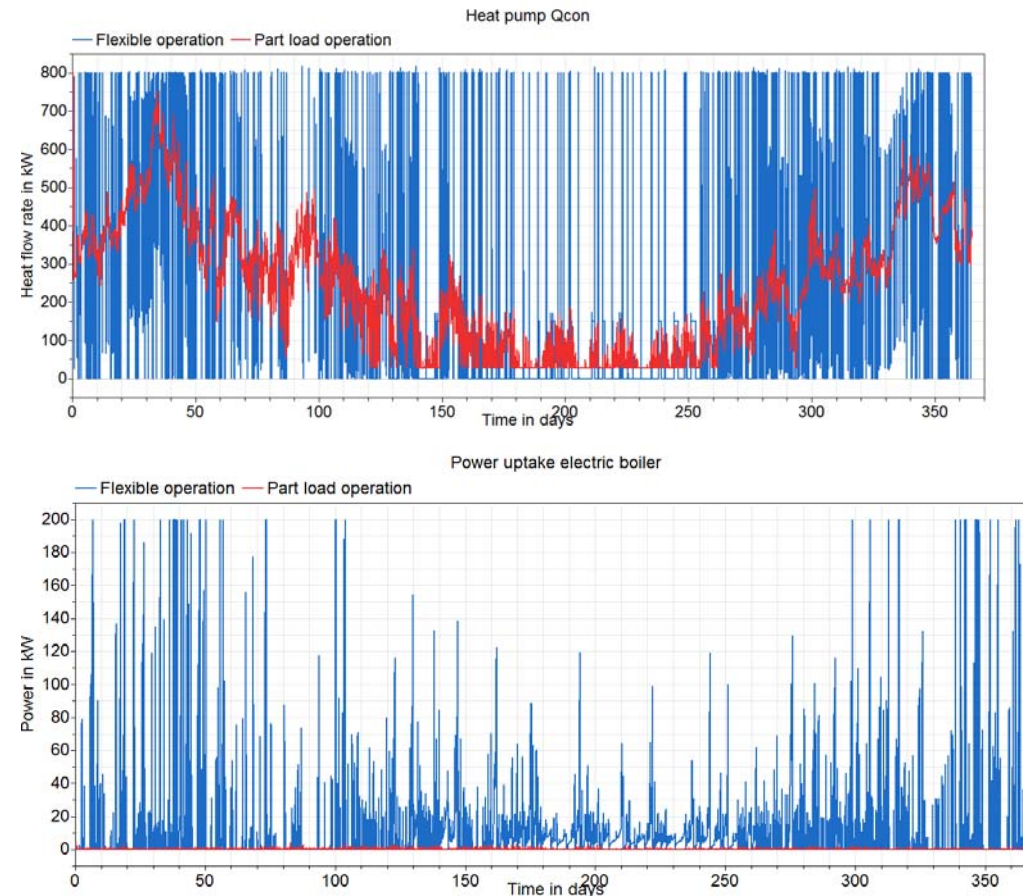 Heat pump Qcon
Flexible operation Part load operation
Heat flow rate in kW
800
700
600
500
400
300
200
100
0
0 50 100 150 200 250 300 350
Time in days
Power uptake electric boiler
Flexible operation Part load operation
Power in kW
200
180
160
140
120
100
80
60
40
20
0
0 50 100 150 200 250 300 350
Time in days